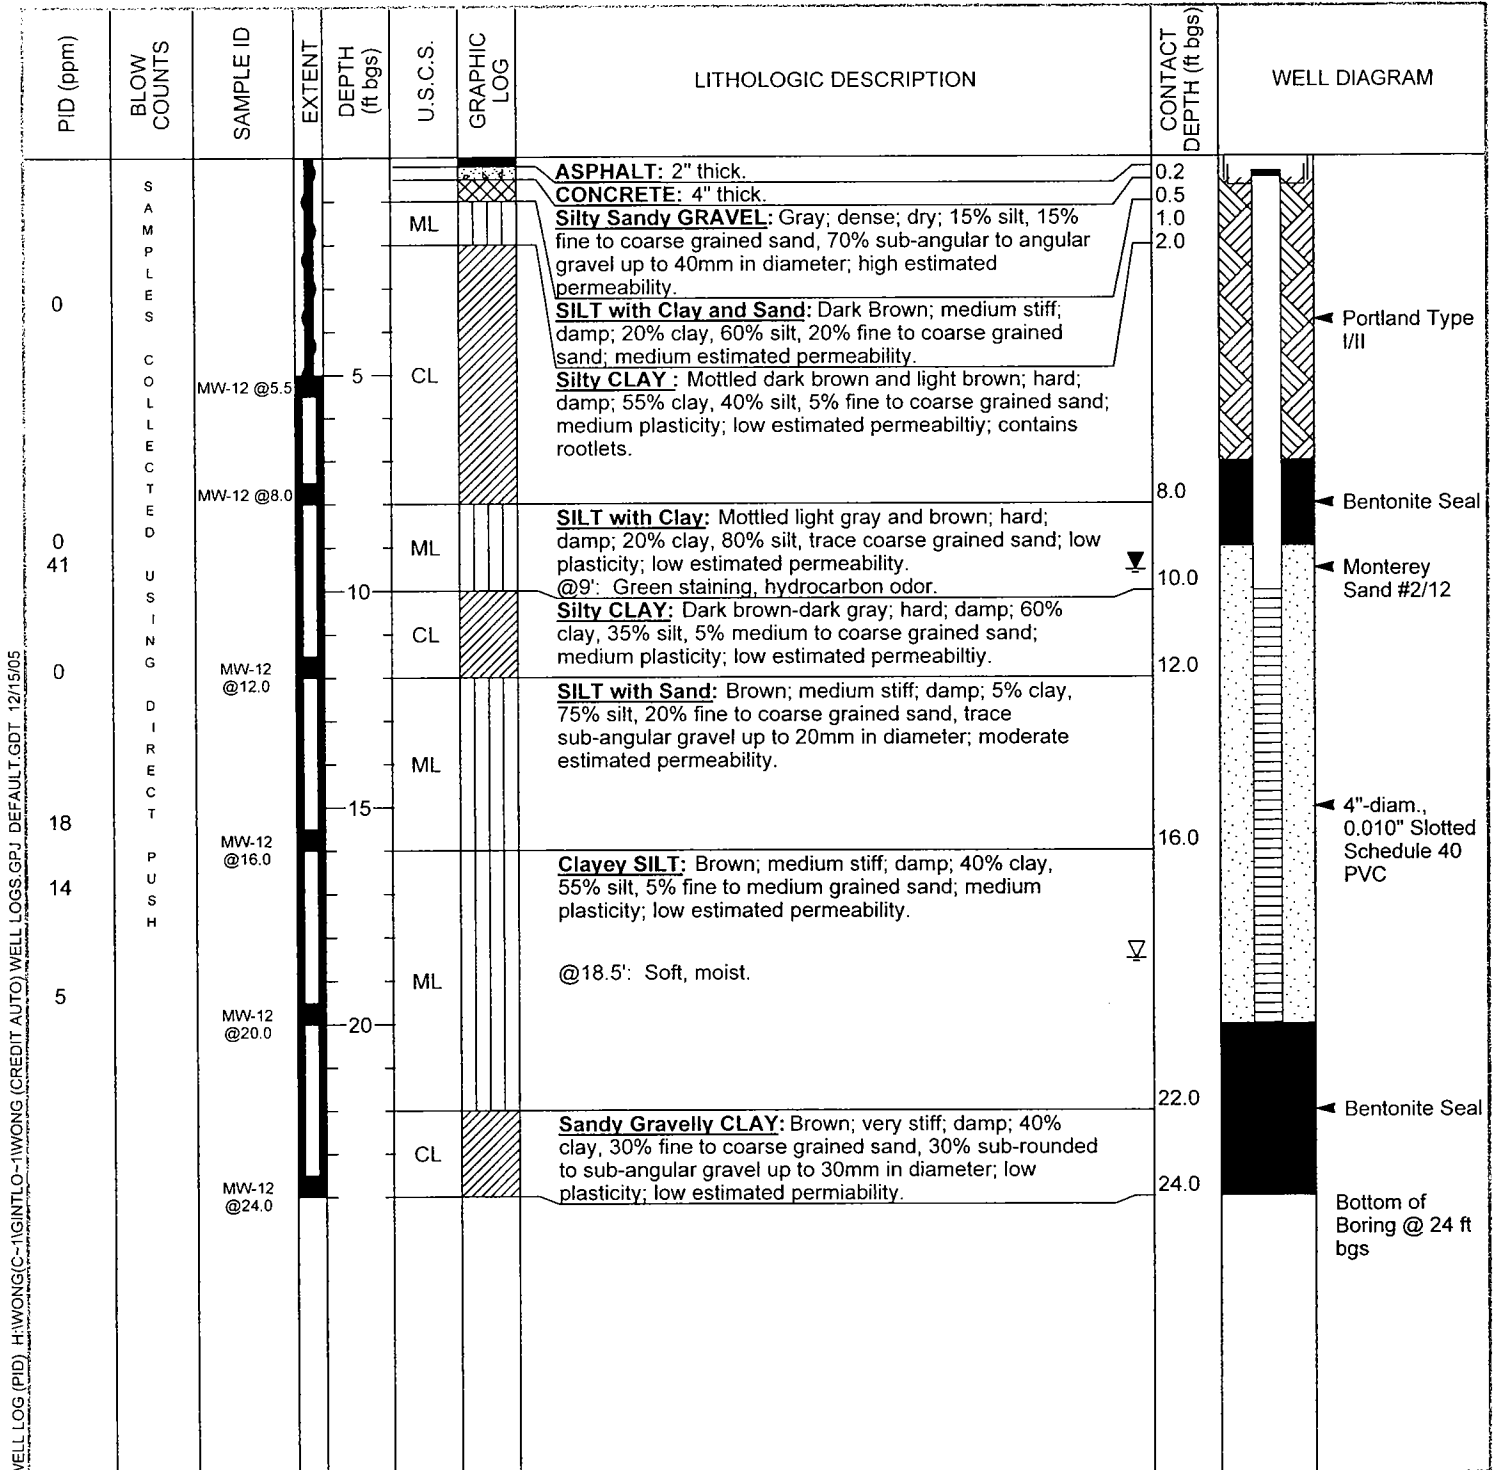 PID (ppm)
BLOW
COUNTS
SAMPLE ID
EXTENT
DEPTH
(ft bgs)
U.S.C.S.
GRAPHIC
LOG
LITHOLOGIC DESCRIPTION
CONTACT
DEPTH (ft bgs)
WELL DIAGRAM
SAMPLES COLLECTED USING DIRECT PUSH
0
0
41
0
18
14
5
MW-12 @5.5
MW-12 @8.0
MW-12
@12.0
MW-12
@16.0
MW-12
@20.0
MW-12
@24.0
5
10
15
20
ML
CL
ML
CL
ML
ML
CL
ASPHALT: 2" thick.
CONCRETE: 4" thick.
Silty Sandy GRAVEL: Gray; dense; dry; 15% silt, 15%
fine to coarse grained sand, 70% sub-angular to angular
gravel up to 40mm in diameter; high estimated
permeability.
SILT with Clay and Sand: Dark Brown; medium stiff;
damp; 20% clay, 60% silt, 20% fine to coarse grained
sand; medium estimated permeability.
Silty CLAY : Mottled dark brown and light brown; hard;
damp; 55% clay, 40% silt, 5% fine to coarse grained sand;
medium plasticity; low estimated permeabiltiy; contains
rootlets.
SILT with Clay: Mottled light gray and brown; hard;
damp; 20% clay, 80% silt, trace coarse grained sand; low
plasticity; low estimated permeability.
@9': Green staining, hydrocarbon odor.
Silty CLAY: Dark brown-dark gray; hard; damp; 60%
clay, 35% silt, 5% medium to coarse grained sand;
medium plasticity; low estimated permeabiltiy.
SILT with Sand: Brown; medium stiff; damp; 5% clay,
75% silt, 20% fine to coarse grained sand, trace
sub-angular gravel up to 20mm in diameter; moderate
estimated permeability.
Clayey SILT: Brown; medium stiff; damp; 40% clay,
55% silt, 5% fine to medium grained sand; medium
plasticity; low estimated permeability.
@18.5': Soft, moist.
Sandy Gravelly CLAY: Brown; very stiff; damp; 40%
clay, 30% fine to coarse grained sand, 30% sub-rounded
to sub-angular gravel up to 30mm in diameter; low
plasticity; low estimated permiability.
0.2
0.5
1.0
2.0
8.0
10.0
12.0
16.0
22.0
24.0
Portland Type
I/II
Bentonite Seal
Monterey
Sand #2/12
4"-diam.,
0.010" Slotted
Schedule 40
PVC
Bentonite Seal
Bottom of
Boring @ 24 ft
bgs
WELL LOG (PID) H:\WONG(C~1\GINTLO~1\WONG (CREDIT AUTO) WELL LOGS.GPJ DEFAULT.GDT 12/15/05